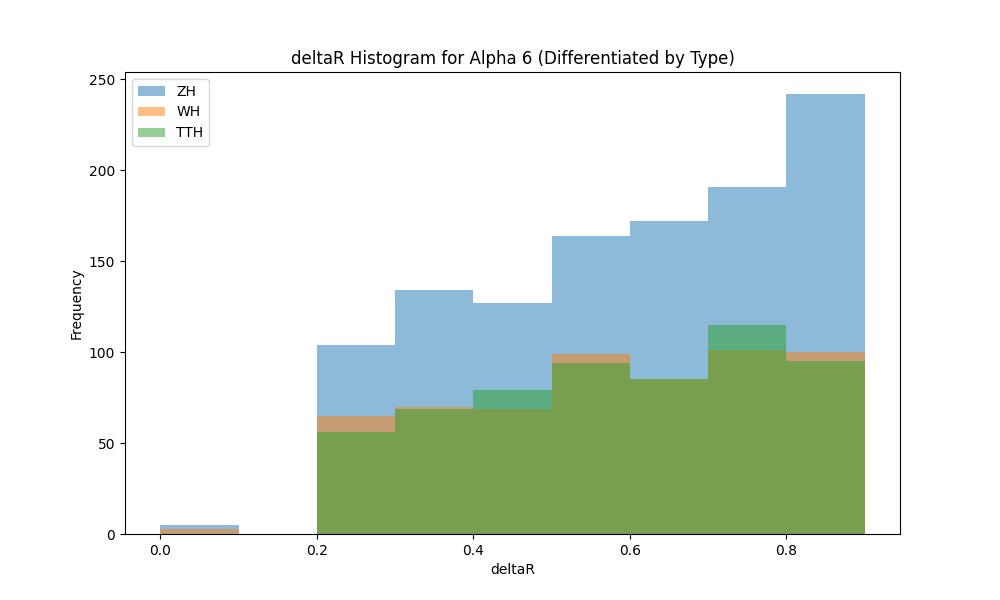 deltaR Histogram for Alpha 6 (Differentiated by Type)
ZH
WH
TTH
Frequency
250
200
150
100
50
0
0.0 0.2 0.4 0.6 0.8
deltaR